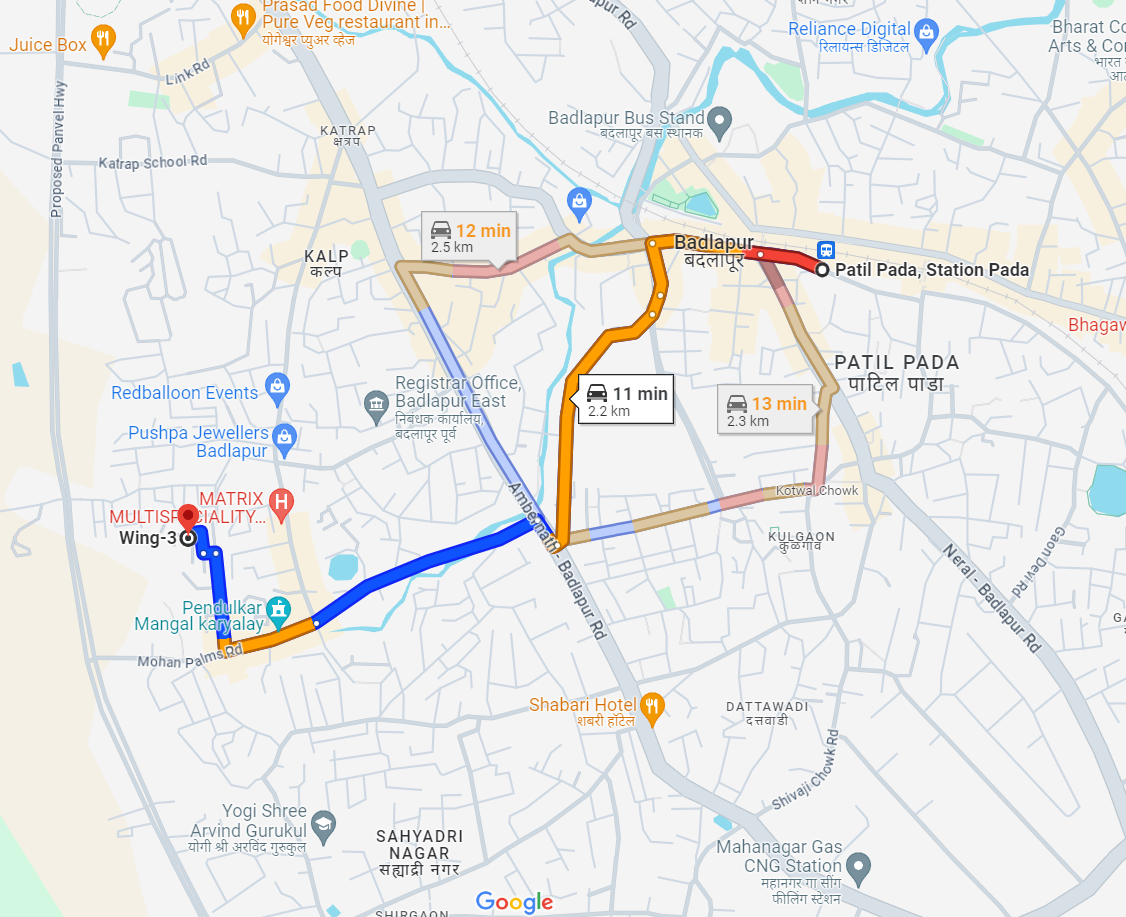 Prasad Food Divine |
Pure Veg restaurant in...
योगेश्वर प्युअर व्हेज
Juice Box
Link Rd
Reliance Digital
रिलायन्स डिजिटल
Proposed Panvel Hwy
KATRAP
क्षत्रप
Katrap School Rd
Badlapur Bus Stand
बदलापूर बस स्थानक
12 min
2.5 km
KALP
कल्प
Badlapur
बदलापूर
Patil Pada, Station Pada
PATIL PADA
पाटिल पाडा
Redballoon Events
Registrar Office,
Badlapur East
निबंधक कार्यालय,
बदलापूर पूर्व
11 min
2.2 km
13 min
2.3 km
Pushpa Jewellers
Badlapur
MATRIX
MULTISPECIALITY...
Wing-3
Ambernath - Badlapur Rd
Kotwal Chowk
KULGAON
कुळगाव
Gaon Devi Rd
Neral - Badlapur Rd
Pendulkar
Mangal karyalay
Mohan Palms Rd
Shabari Hotel
शबरी हॉटेल
DATTAWADI
दत्तवाडी
Shivaji Chowk Rd
Yogi Shree
Arvind Gurukul
योगी श्री अरविंद गुरुकुल
SAHYADRI
NAGAR
सह्याद्री नगर
Mahanagar Gas
CNG Station
महानगर गा सींग
फीलिंग स्टेशन
Google
SHIRGAON